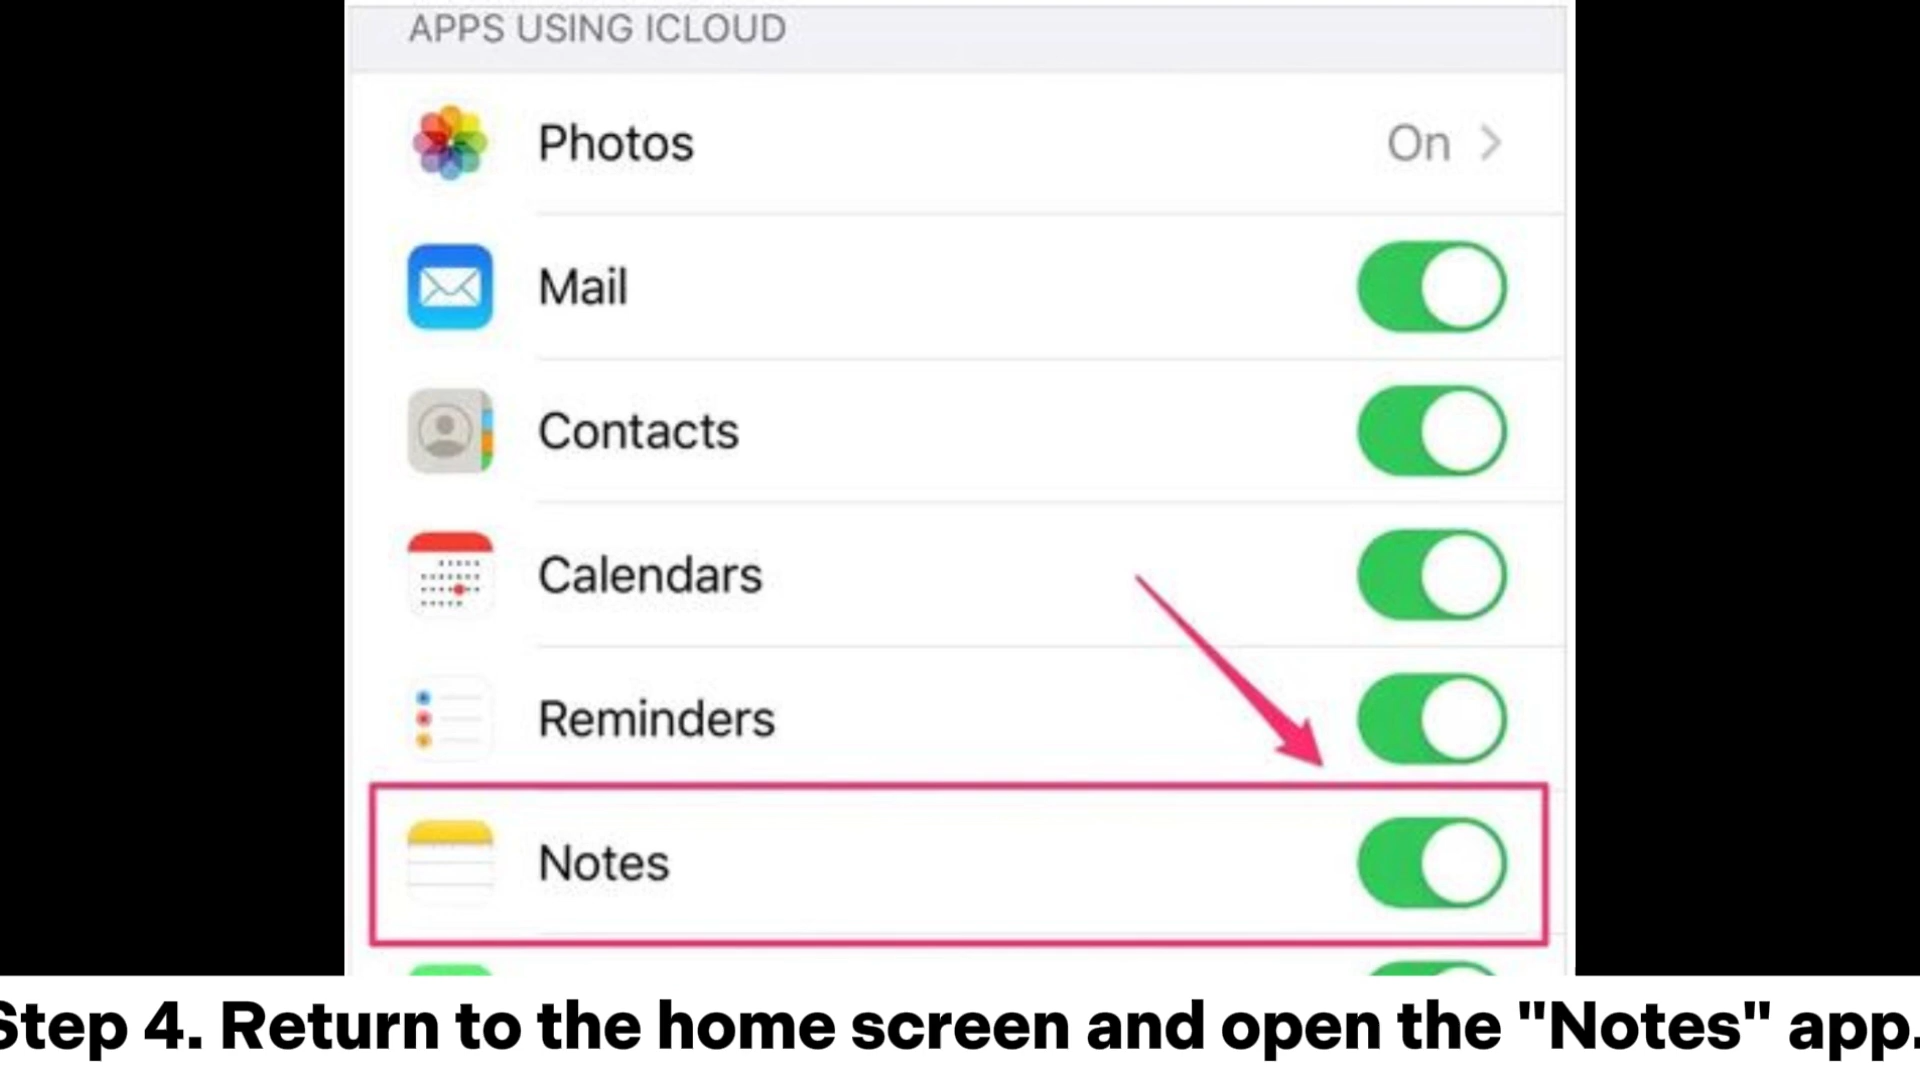 APPS USING ICLOUD
Photos On
Mail
Contacts
Calendars
Reminders
Notes
Step 4. Return to the home screen and open the "Notes" app.